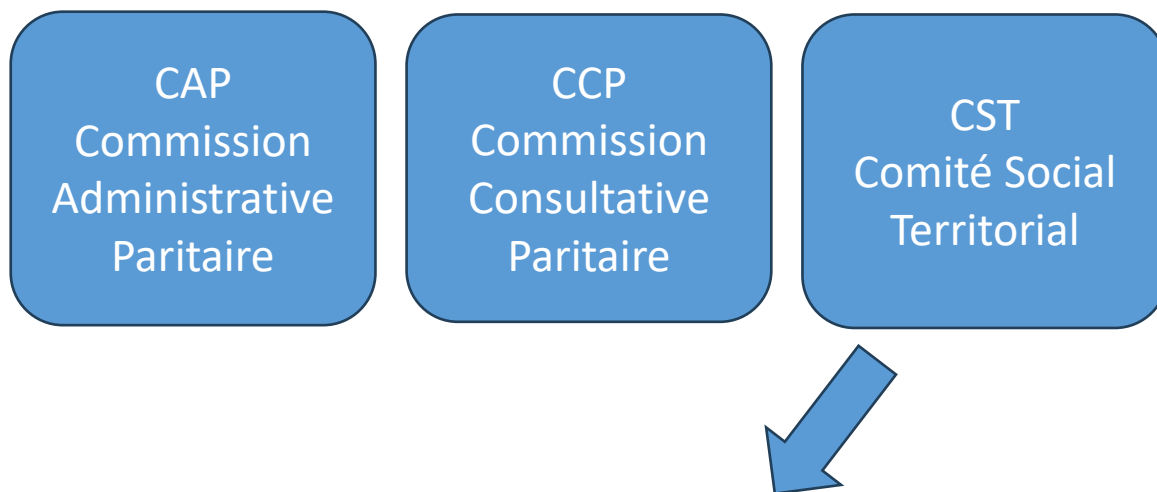 CAP
Commission
Administrative
Paritaire
CCP
Commission
Consultative
Paritaire
CST
Comité Social
Territorial